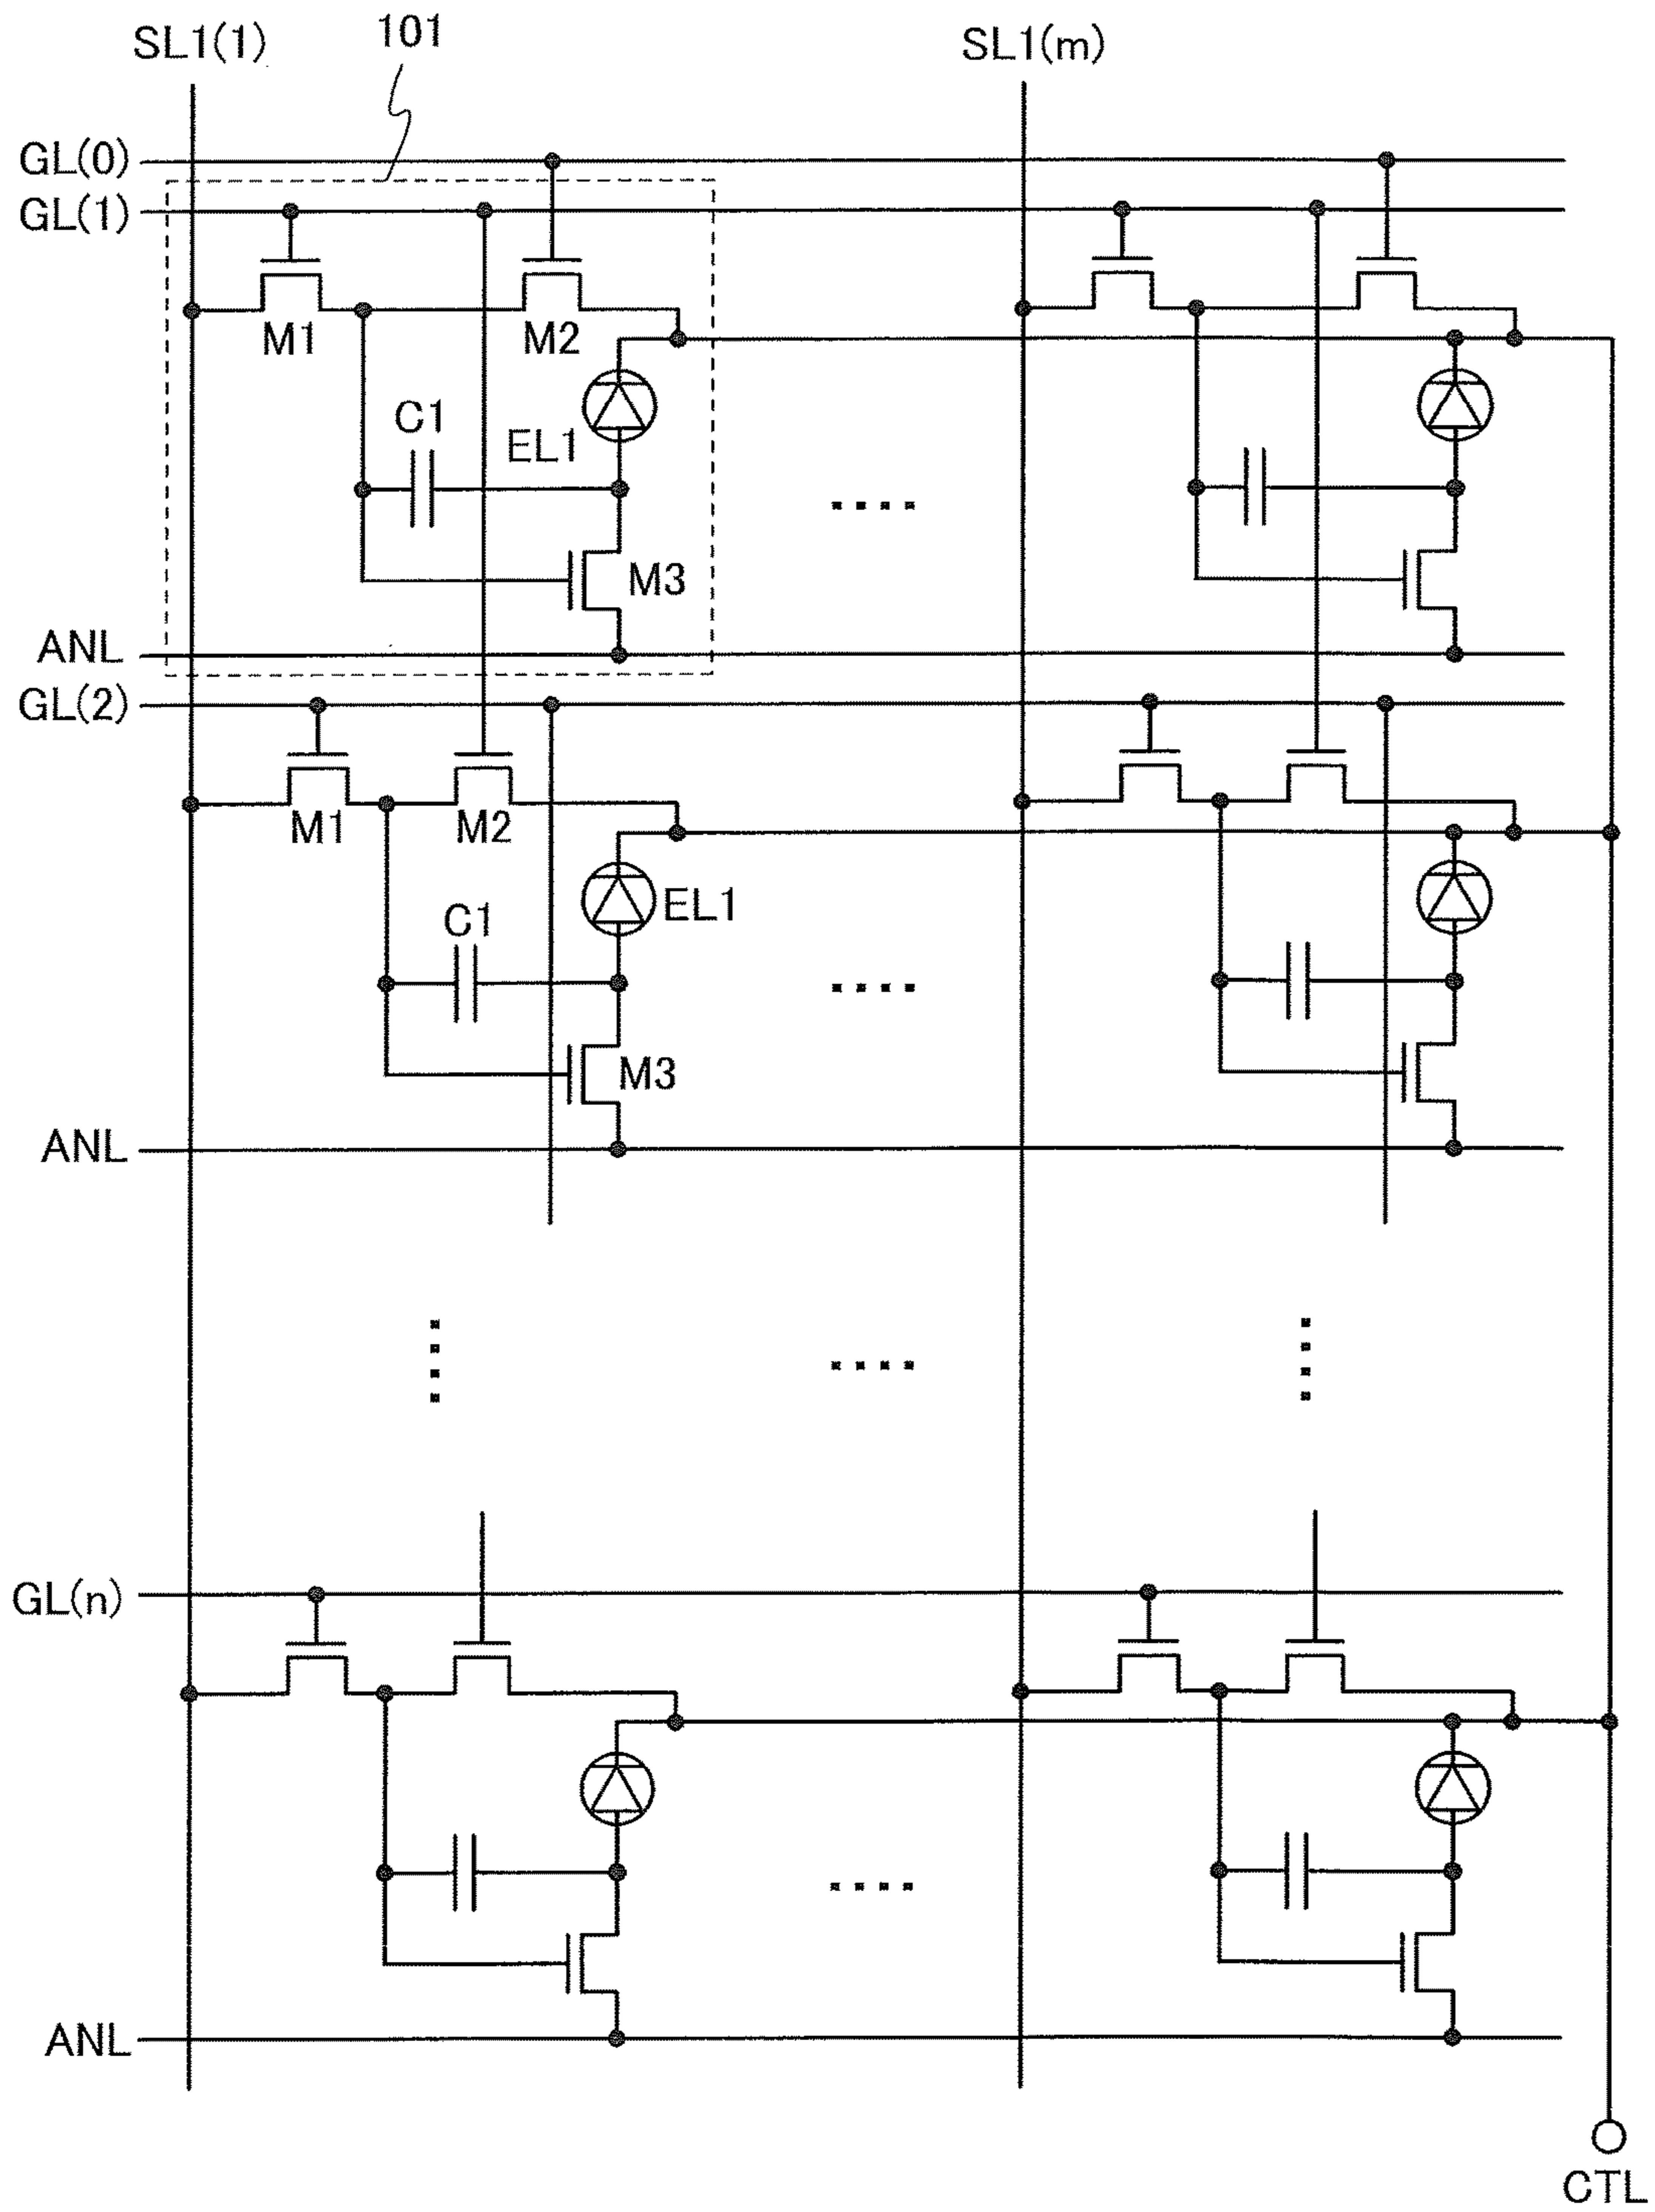 101
SL1(1)
SL1(m)
GL(0)
GL(1)
M1
M2
C1
EL1
M3
ANL
GL(2)
M1
M2
EL1
C1
M3
ANL
GL(n)
ANL
CTL